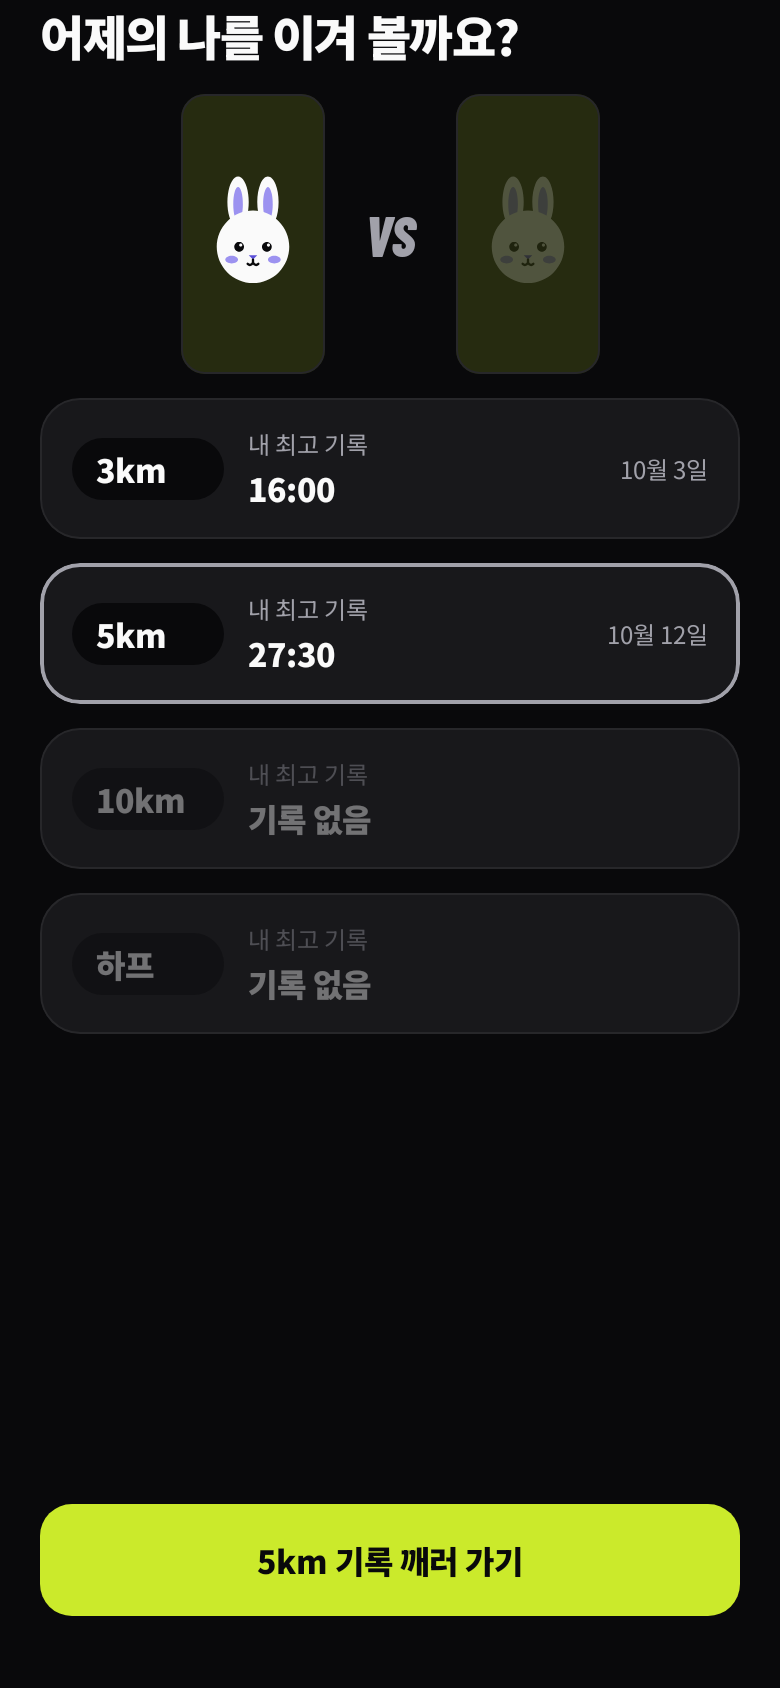 어제의 나를 이겨 볼까요?
VS
3km
내 최고 기록
16:00
10월 3일
5km
내 최고 기록
27:30
10월 12일
10km
내 최고 기록
기록 없음
하프
내 최고 기록
기록 없음
5km 기록 깨러 가기